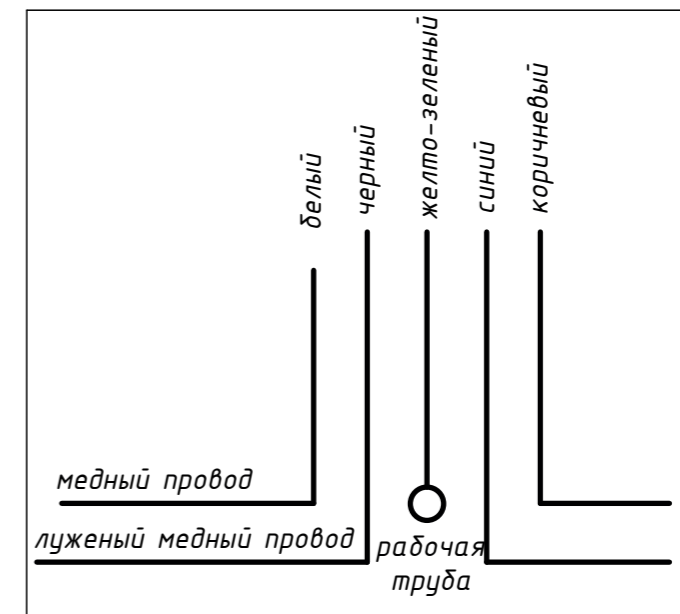 белый
черный
желто-зеленый
синий
коричневый
медный провод
луженый медный провод
рабочая
труба